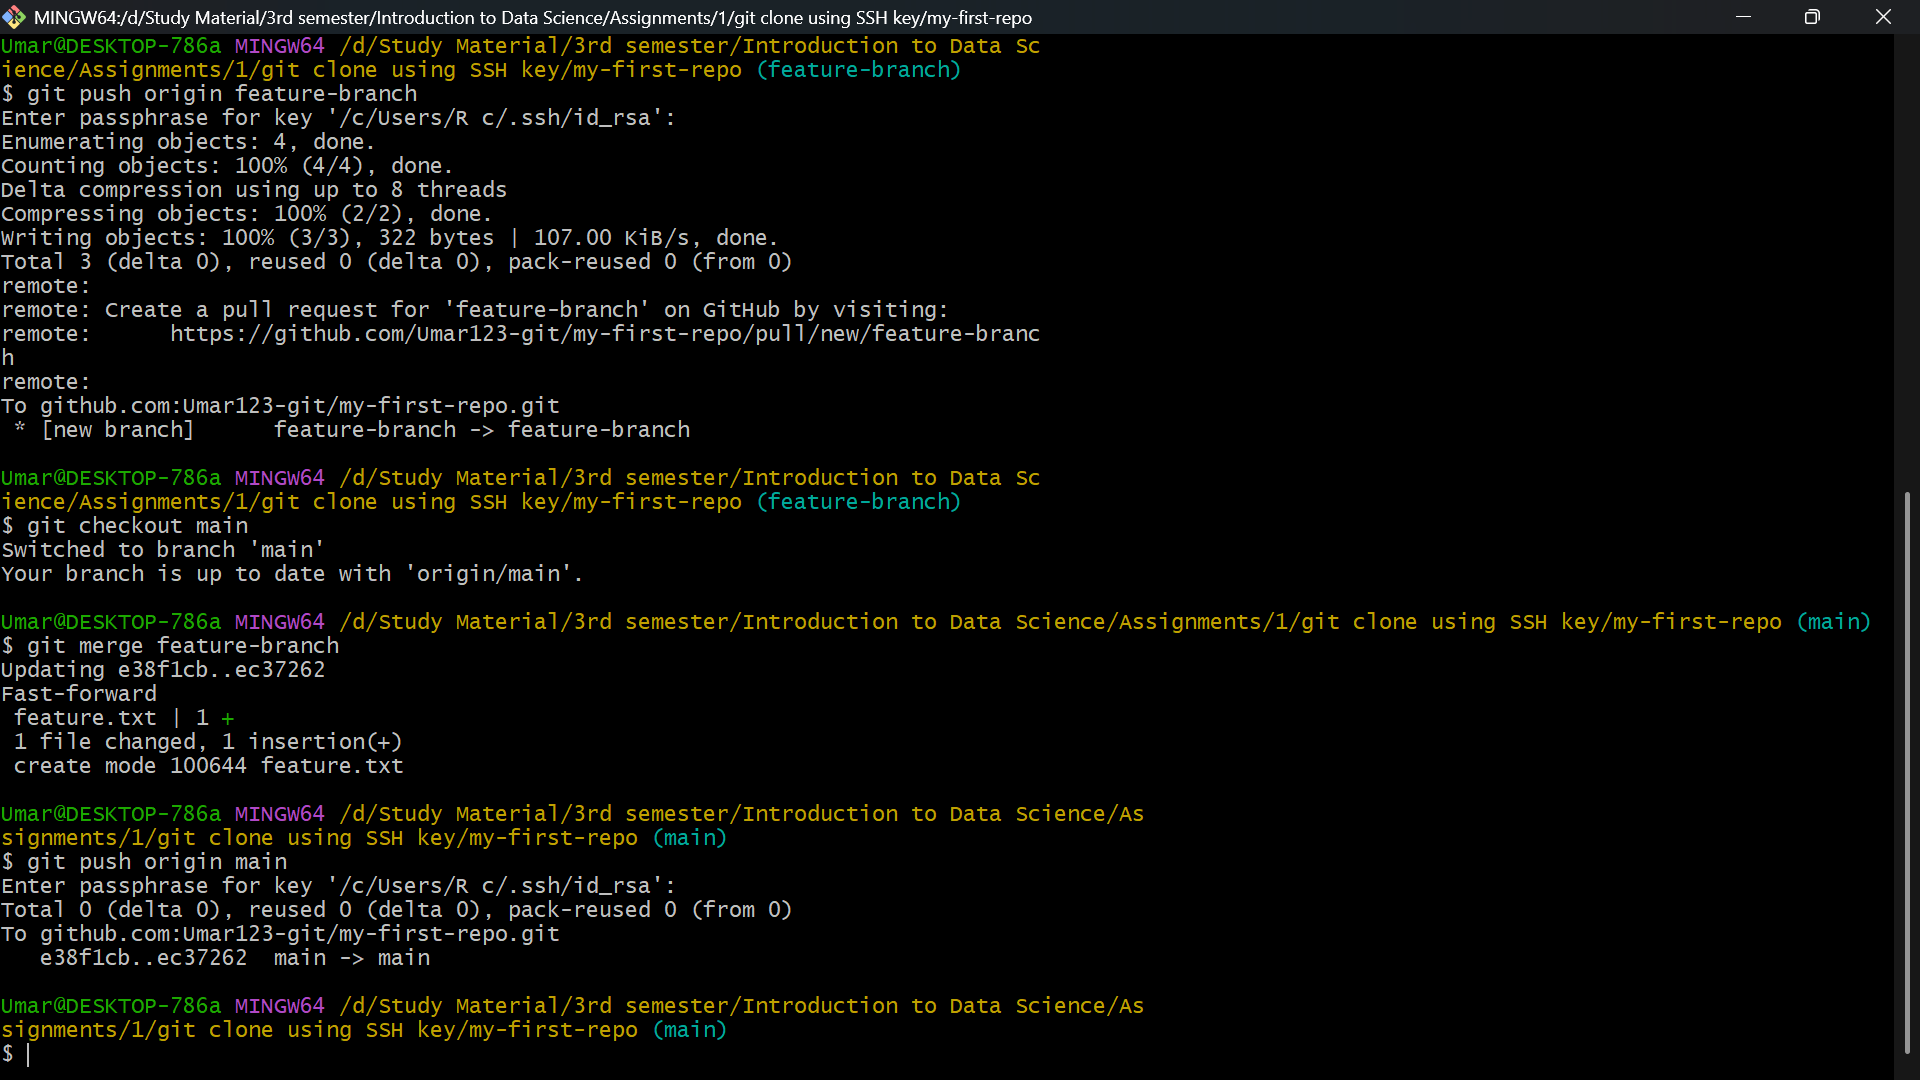 MINGW64:/d/Study Material/3rd semester/Introduction to Data Science/Assignments/1/git clone using SSH key/my-first-repo
Umar@DESKTOP-786a MINGW64 /d/Study Material/3rd semester/Introduction to Data Sc
ience/Assignments/1/git clone using SSH key/my-first-repo (feature-branch)
$ git push origin feature-branch
Enter passphrase for key '/c/Users/R c/.ssh/id_rsa':
Enumerating objects: 4, done.
Counting objects: 100% (4/4), done.
Delta compression using up to 8 threads
Compressing objects: 100% (2/2), done.
Writing objects: 100% (3/3), 322 bytes | 107.00 KiB/s, done.
Total 3 (delta 0), reused 0 (delta 0), pack-reused 0 (from 0)
remote:
remote: Create a pull request for 'feature-branch' on GitHub by visiting:
remote:      https://github.com/Umar123-git/my-first-repo/pull/new/feature-branc
h
remote:
To github.com:Umar123-git/my-first-repo.git
 * [new branch]      feature-branch -> feature-branch
Umar@DESKTOP-786a MINGW64 /d/Study Material/3rd semester/Introduction to Data Sc
ience/Assignments/1/git clone using SSH key/my-first-repo (feature-branch)
$ git checkout main
Switched to branch 'main'
Your branch is up to date with 'origin/main'.
Umar@DESKTOP-786a MINGW64 /d/Study Material/3rd semester/Introduction to Data Science/Assignments/1/git clone using SSH key/my-first-repo (main)
$ git merge feature-branch
Updating e38f1cb..ec37262
Fast-forward
 feature.txt | 1 +
 1 file changed, 1 insertion(+)
 create mode 100644 feature.txt
Umar@DESKTOP-786a MINGW64 /d/Study Material/3rd semester/Introduction to Data Science/As
signments/1/git clone using SSH key/my-first-repo (main)
$ git push origin main
Enter passphrase for key '/c/Users/R c/.ssh/id_rsa':
Total 0 (delta 0), reused 0 (delta 0), pack-reused 0 (from 0)
To github.com:Umar123-git/my-first-repo.git
   e38f1cb..ec37262  main -> main
Umar@DESKTOP-786a MINGW64 /d/Study Material/3rd semester/Introduction to Data Science/As
signments/1/git clone using SSH key/my-first-repo (main)
$